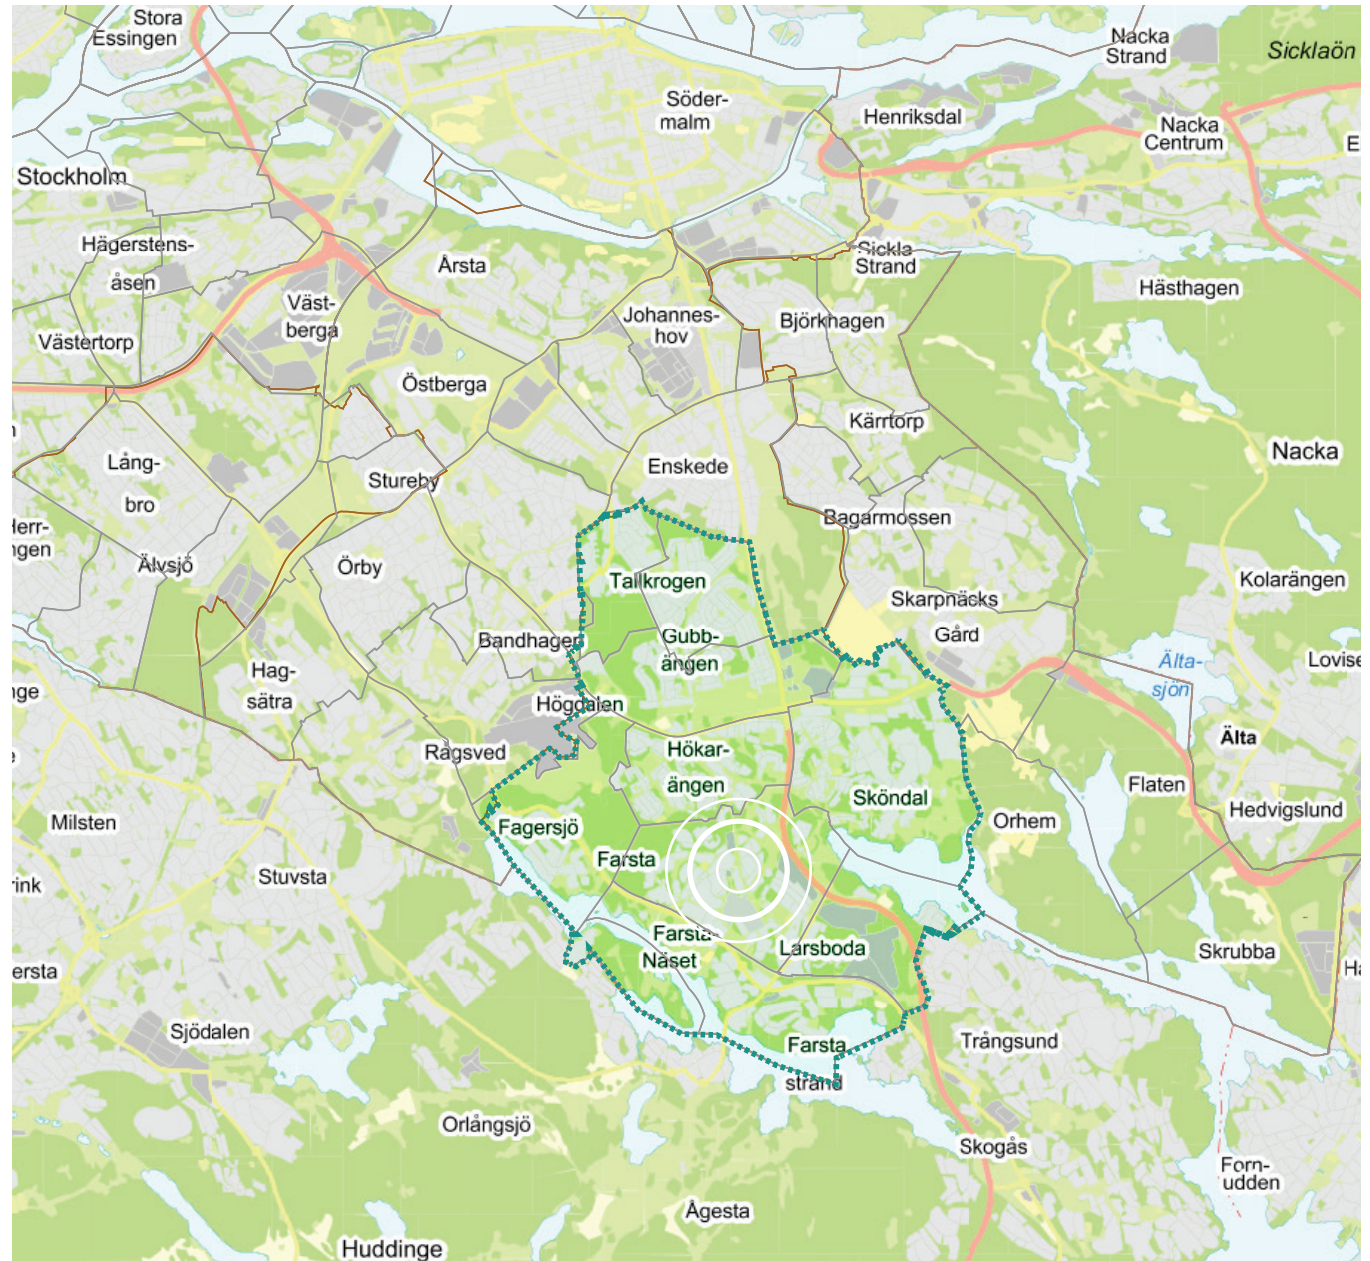 Stora
Essingen
Nacka
Strand
Sicklaön
Söder-
malm
Henriksdal
Nacka
Centrum
Stockholm
Hägerstens-
åsen
Årsta
Sickla
Strand
Hästhagen
Väst-
berga
Johannes-
hov
Björkhagen
Västertorp
Östberga
Kärrtorp
Lång-
bro
Stureby
Enskede
Nacka
Bagarmossen
Älvsjö
Örby
Tallkrogen
Kolarängen
Skarpnäcks
Gård
Bandhagen
Gubb-
ängen
Hag-
sätra
Högdalen
Älta-
sjön
Rågsved
Hökar-
ängen
Älta
Sköndal
Flaten
Milsten
Fagersjö
Orhem
Hedvigslund
Stuvsta
Farsta
Farsta-
Näset
Larsboda
Skrubba
Sjödalen
Farsta
strand
Trångsund
Orlångsjö
Skogås
Forn-
udden
Ågesta
Huddinge